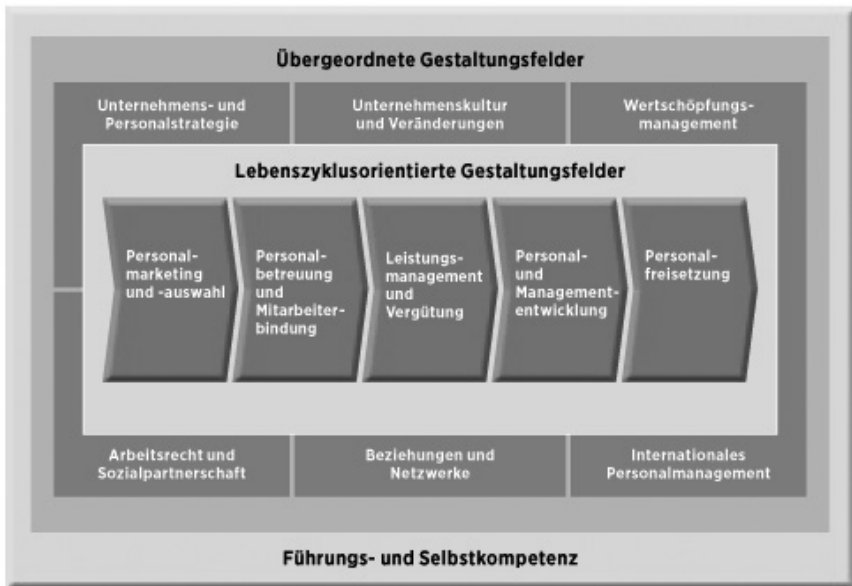 Übergeordnete Gestaltungsfelder
Unternehmens- und
Personalstrategie
Unternehmenskultur
und Veränderungen
Wertschöpfungs-
management
Lebenszyklusorientierte Gestaltungsfelder
Personal-
marketing
und -auswahl
Personal-
betreuung
und
Mitarbeiter-
bindung
Leistungs-
management
und
Vergütung
Personal-
und
Management-
entwicklung
Personal-
freisetzung
Arbeitsrecht und
Sozialpartnerschaft
Beziehungen und
Netzwerke
Internationales
Personalmanagement
Führungs- und Selbstkompetenz